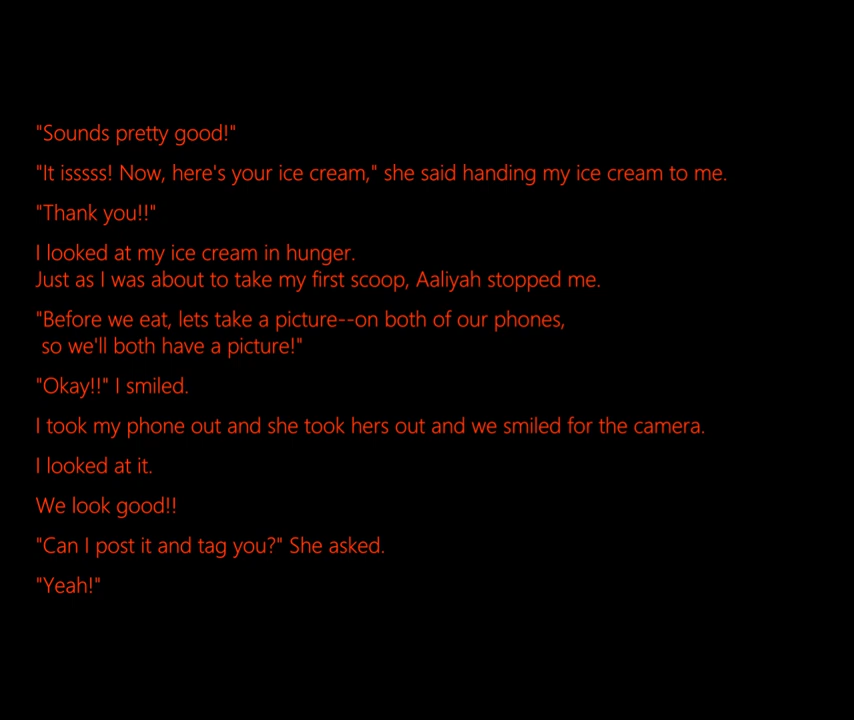 "Sounds pretty good!"
"It isssss! Now, here's your ice cream," she said handing my ice cream to me.
"Thank you!!"
I looked at my ice cream in hunger.
Just as I was about to take my first scoop, Aaliyah stopped me.
"Before we eat, lets take a picture--on both of our phones,
so we'll both have a picture!"
"Okay!!" I smiled.
I took my phone out and she took hers out and we smiled for the camera.
I looked at it.
We look good!!
"Can I post it and tag you?" She asked.
"Yeah!"